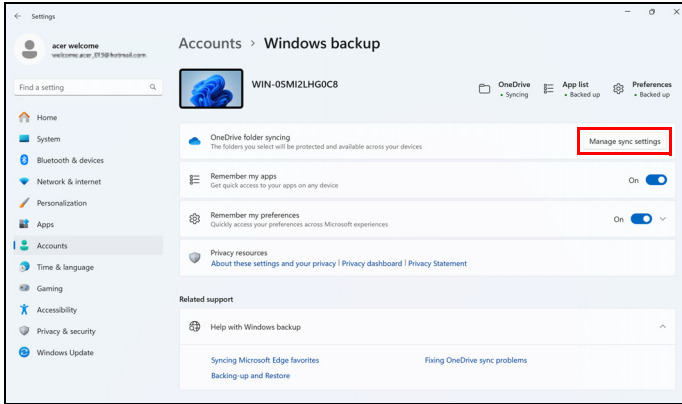 Settings
acer welcome
welcome.acer_015@hotmail.com
Find a setting
Home
System
Bluetooth & devices
Network & internet
Personalization
Apps
Accounts
Time & language
Gaming
Accessibility
Privacy & security
Windows Update
Accounts > Windows backup
WIN-0SMI2LHG0C8
OneDrive
• Syncing
App list
• Backed up
Preferences
• Backed up
OneDrive folder syncing
The folders you select will be protected and available across your devices
Manage sync settings
Remember my apps
Get quick access to your apps on any device
On
Remember my preferences
Quickly access your preferences across Microsoft experiences
On
Privacy resources
About these settings and your privacy | Privacy dashboard | Privacy Statement
Related support
Help with Windows backup
Syncing Microsoft Edge favorites
Fixing OneDrive sync problems
Backing-up and Restore